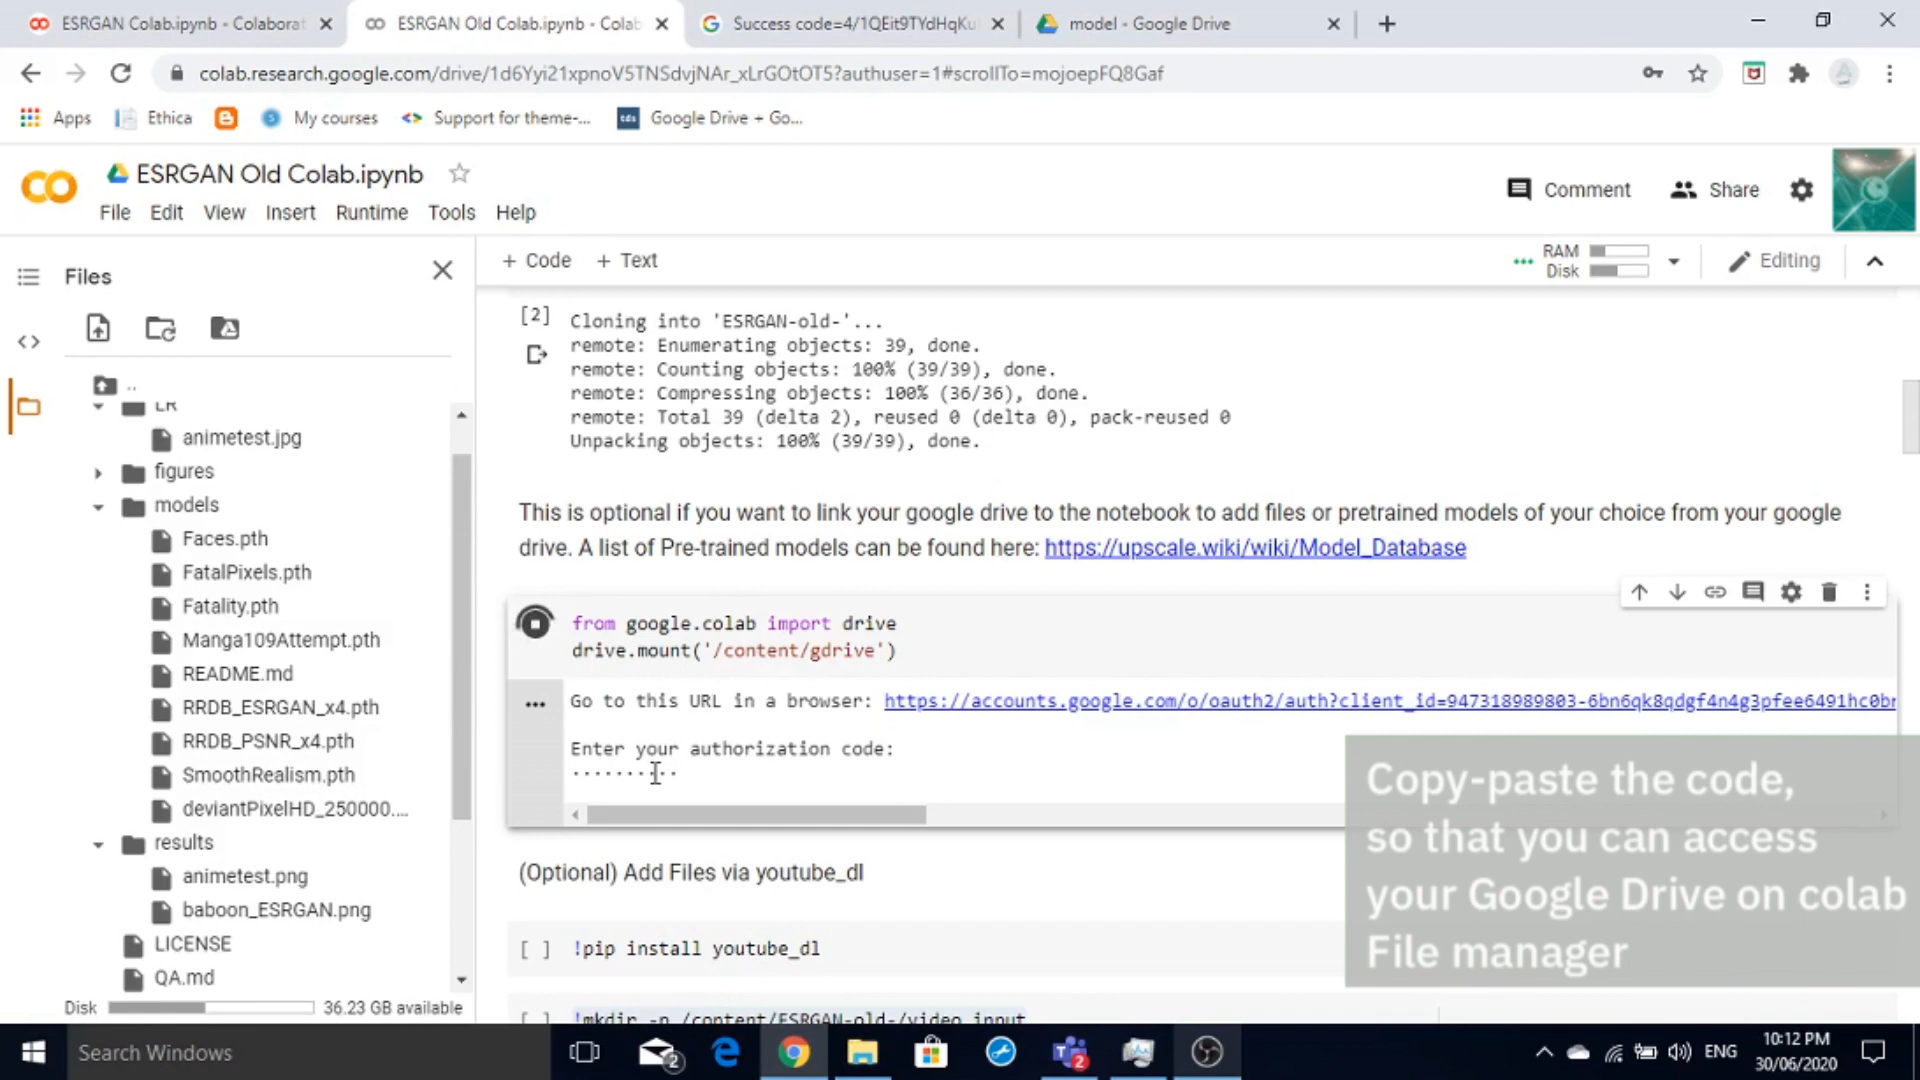 ESRGAN Colab.ipynb - Colaborat
ESRGAN Old Colab.ipynb - Colab
Success code=4/1QEit9TYdHqKu
model - Google Drive
colab.research.google.com/drive/1d6Yyi21xpnoV5TNSdvjNAr_xLrGOtOT5?authuser=1#scrollTo=mojoepFQ8Gaf
Apps
Ethica
My courses
Support for theme-...
tds
Google Drive + Go...
ESRGAN Old Colab.ipynb
Comment
Share
File Edit View Insert Runtime Tools Help
+ Code + Text
RAM
Disk
Editing
Files
..
LR
animetest.jpg
figures
models
Faces.pth
FatalPixels.pth
Fatality.pth
Manga109Attempt.pth
README.md
RRDB_ESRGAN_x4.pth
RRDB_PSNR_x4.pth
SmoothRealism.pth
deviantPixelHD_250000....
results
animetest.png
baboon_ESRGAN.png
LICENSE
QA.md
Disk 36.23 GB available
[2] Cloning into 'ESRGAN-old-'...
remote: Enumerating objects: 39, done.
remote: Counting objects: 100% (39/39), done.
remote: Compressing objects: 100% (36/36), done.
remote: Total 39 (delta 2), reused 0 (delta 0), pack-reused 0
Unpacking objects: 100% (39/39), done.
This is optional if you want to link your google drive to the notebook to add files or pretrained models of your choice from your google
drive. A list of Pre-trained models can be found here: https://upscale.wiki/wiki/Model_Database
from google.colab import drive
drive.mount('/content/gdrive')
Go to this URL in a browser: https://accounts.google.com/o/oauth2/auth?client_id=947318989803-6bn6qk8qdgf4n4g3pfee6491hc0br
Enter your authorization code:
··········
Copy-paste the code,
so that you can access
your Google Drive on colab
File manager
(Optional) Add Files via youtube_dl
[ ] !pip install youtube_dl
[ ] !mkdir -p /content/ESRGAN-old-/video_input
Search Windows
2
2
ENG
10:12 PM
30/06/2020